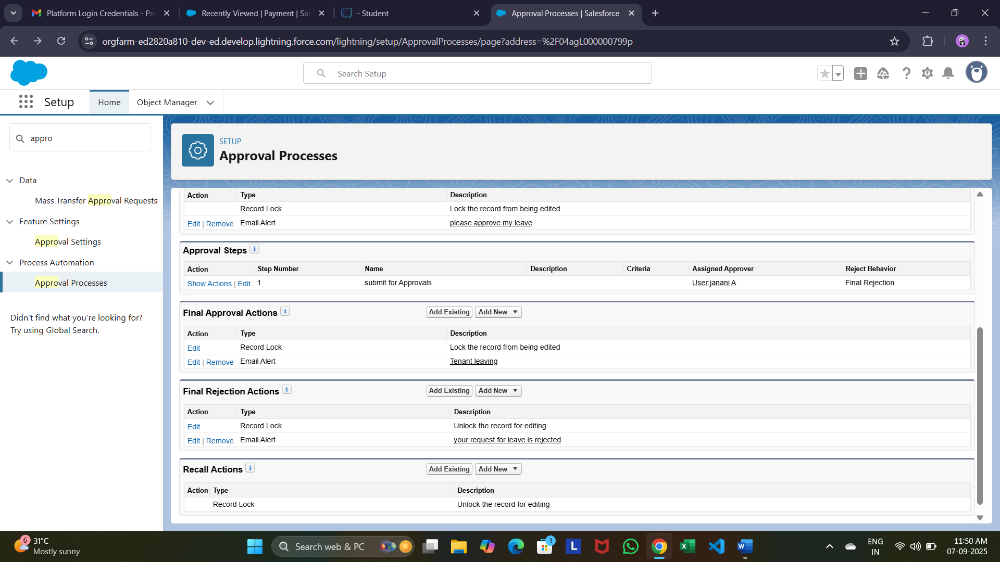 Platform Login Credentials - Pro
Recently Viewed | Payment | Sal
- Student
Approval Processes | Salesforce
orgfarm-ed2820a810-dev-ed.develop.lightning.force.com/lightning/setup/ApprovalProcesses/page?address=%2F04agL000000799p
Search Setup
Setup
Home
Object Manager
appro
Data
Mass Transfer Approval Requests
Feature Settings
Approval Settings
Process Automation
Approval Processes
Didn't find what you're looking for?
Try using Global Search.
SETUP
Approval Processes
Action Type Description
Record Lock Lock the record from being edited
Edit | Remove Email Alert please approve my leave
Approval Steps i
Action Step Number Name Description Criteria Assigned Approver Reject Behavior
Show Actions | Edit 1 submit for Approvals User:janani A Final Rejection
Final Approval Actions i Add Existing Add New
Action Type Description
Edit Record Lock Lock the record from being edited
Edit | Remove Email Alert Tenant leaving
Final Rejection Actions i Add Existing Add New
Action Type Description
Edit Record Lock Unlock the record for editing
Edit | Remove Email Alert your request for leave is rejected
Recall Actions i Add Existing Add New
Action Type Description
Record Lock Unlock the record for editing
6
31°C
Mostly sunny
Search web & PC
1
L
ENG
IN
11:50 AM
07-09-2025